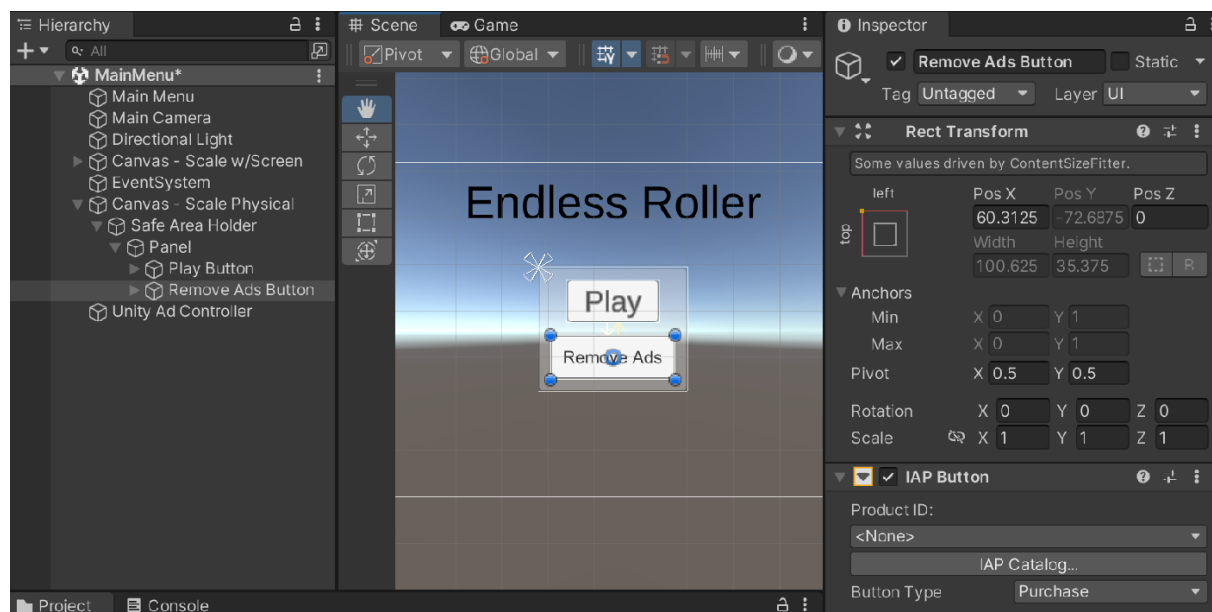 Hierarchy
All
MainMenu*
Main Menu
Main Camera
Directional Light
Canvas - Scale w/Screen
EventSystem
Canvas - Scale Physical
Safe Area Holder
Panel
Play Button
Remove Ads Button
Unity Ad Controller
Project Console
Scene Game
Pivot Global
Endless Roller
Play
Remove Ads
Inspector
Remove Ads Button Static
Tag Untagged Layer UI
Rect Transform
Some values driven by ContentSizeFitter.
left Pos X Pos Y Pos Z
top 60.3125 -72.6875 0
Width Height
100.625 35.375 R
Anchors
Min X 0 Y 1
Max X 0 Y 1
Pivot X 0.5 Y 0.5
Rotation X 0 Y 0 Z 0
Scale X 1 Y 1 Z 1
IAP Button
Product ID:
<None>
IAP Catalog...
Button Type Purchase